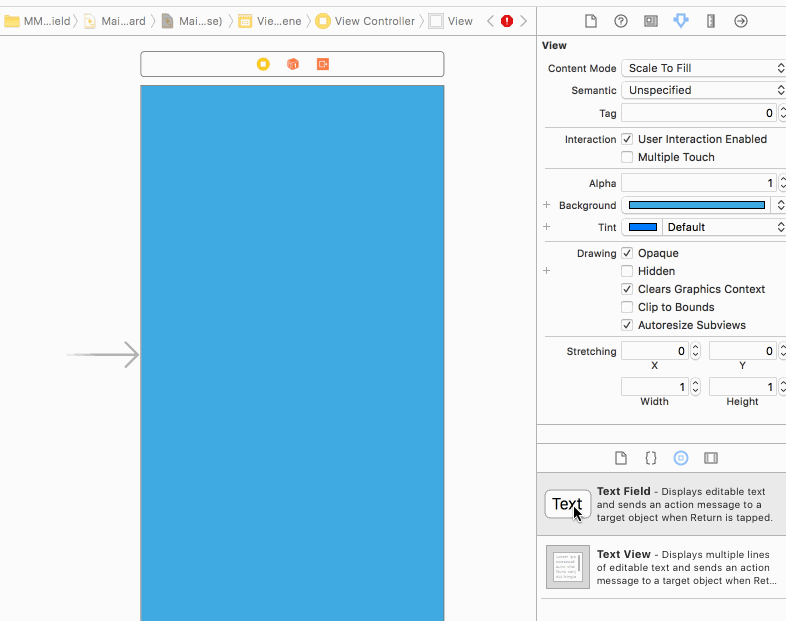 MM...ield Mai...ard Mai...se) Vie...ene View Controller View
View
Content Mode Scale To Fill
Semantic Unspecified
Tag 0
Interaction User Interaction Enabled
Multiple Touch
Alpha 1
Background
Tint Default
Drawing Opaque
Hidden
Clears Graphics Context
Clip to Bounds
Autoresize Subviews
Stretching 0 0
X Y
1 1
Width Height
Text
Text Field - Displays editable text
and sends an action message to a
target object when Return is tapped.
Text View - Displays multiple lines
of editable text and sends an action
message to a target object when Ret...